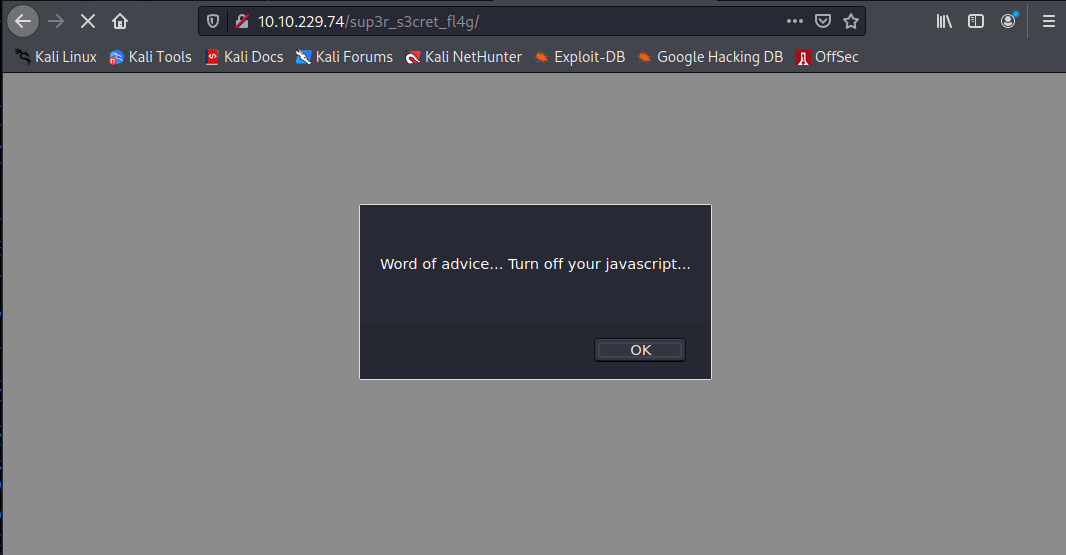 10.10.229.74/sup3r_s3cret_fl4g/
Kali Linux Kali Tools Kali Docs Kali Forums Kali NetHunter Exploit-DB Google Hacking DB OffSec
Word of advice... Turn off your javascript...
OK